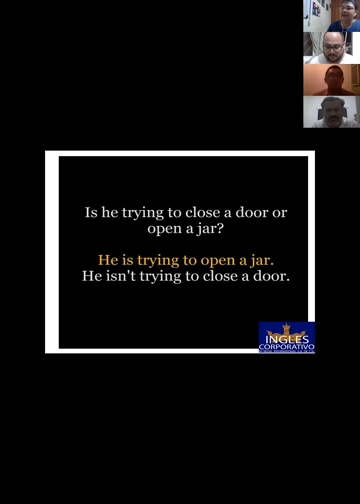 Is he trying to close a door or
open a jar?
He is trying to open a jar.
He isn't trying to close a door.
INGLES
CORPORATIVO